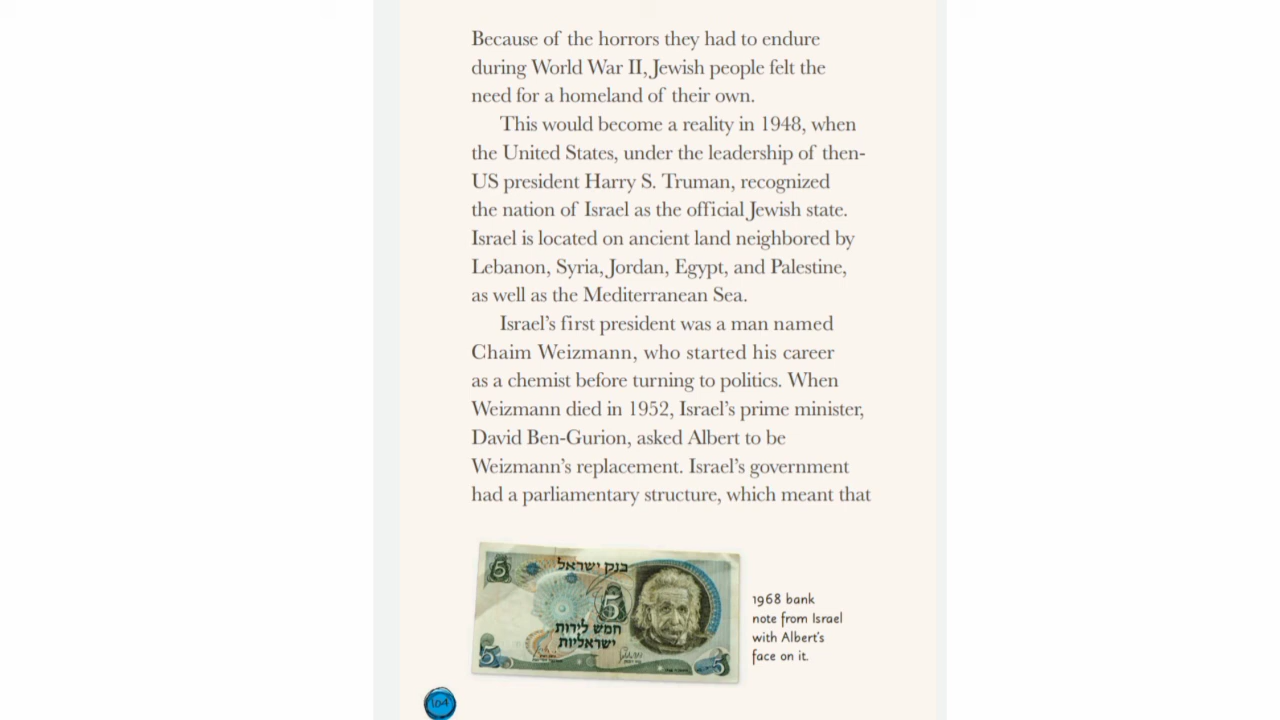 Because of the horrors they had to endure
during World War II, Jewish people felt the
need for a homeland of their own.
This would become a reality in 1948, when
the United States, under the leadership of then-
US president Harry S. Truman, recognized
the nation of Israel as the official Jewish state.
Israel is located on ancient land neighbored by
Lebanon, Syria, Jordan, Egypt, and Palestine,
as well as the Mediterranean Sea.
Israel’s first president was a man named
Chaim Weizmann, who started his career
as a chemist before turning to politics. When
Weizmann died in 1952, Israel’s prime minister,
David Ben-Gurion, asked Albert to be
Weizmann’s replacement. Israel’s government
had a parliamentary structure, which meant that
5
בנק ישראל
5
חמש לירות
ישראליות
5
5
1968 bank
note from Israel
with Albert’s
face on it.
104